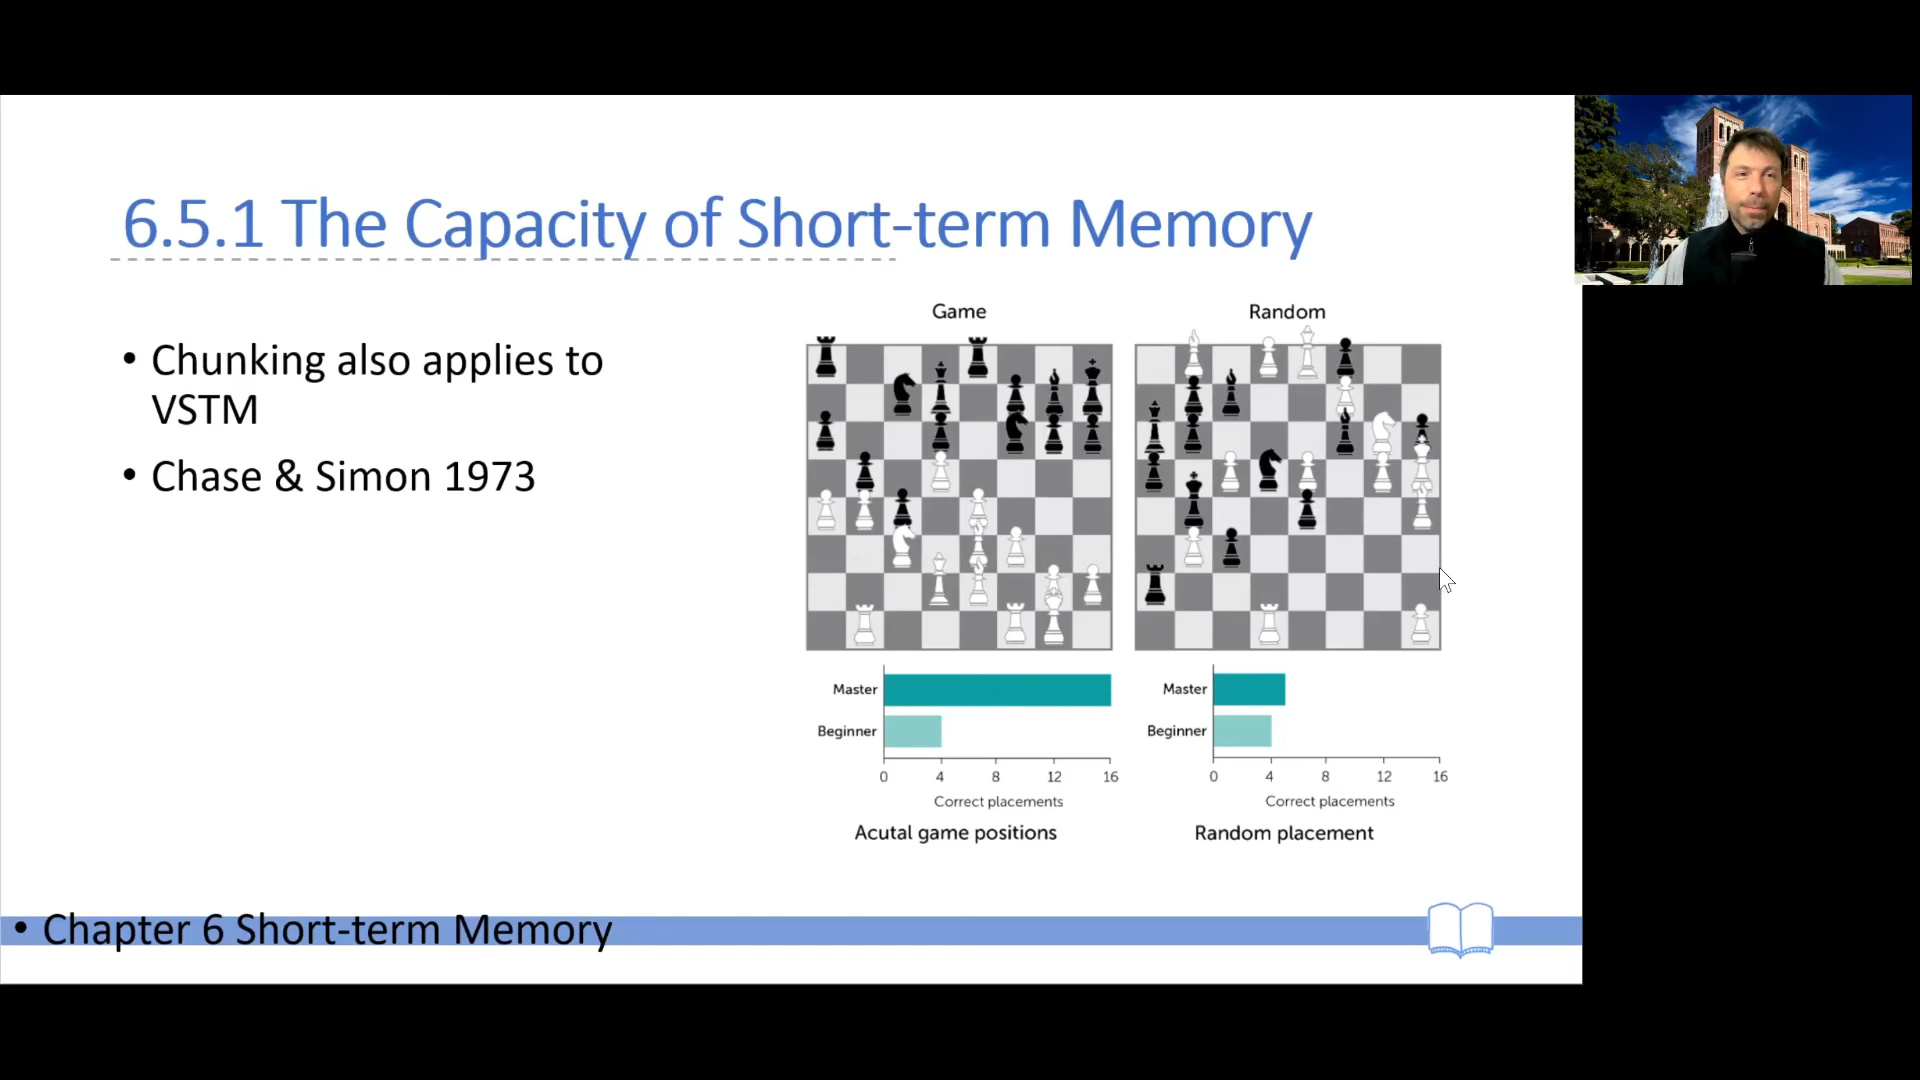 6.5.1 The Capacity of Short-term Memory
• Chunking also applies to
VSTM
• Chase & Simon 1973
Game
Random
Master
Beginner
0 4 8 12 16
Correct placements
Acutal game positions
Master
Beginner
0 4 8 12 16
Correct placements
Random placement
• Chapter 6 Short-term Memory